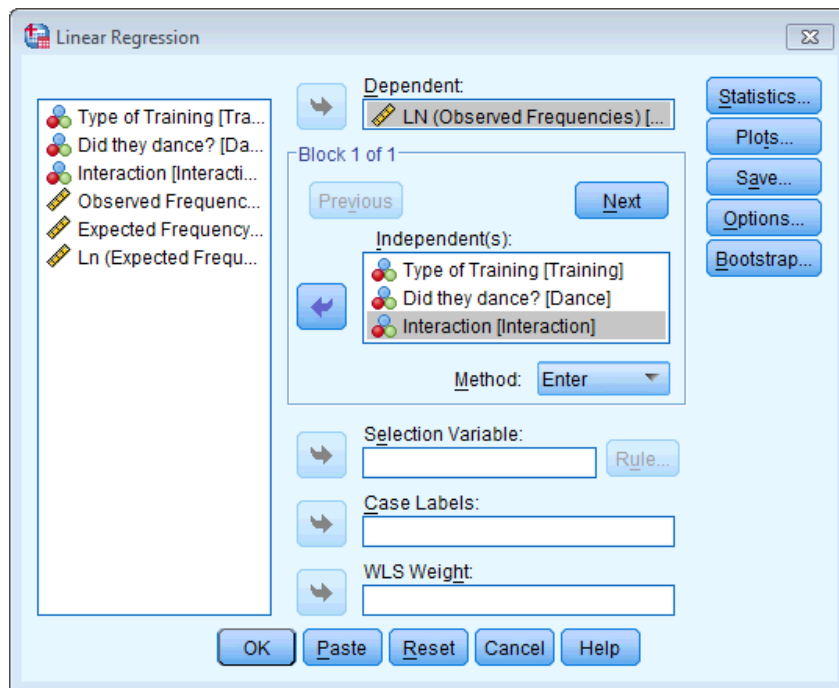 Linear Regression
Type of Training [Tra...
Did they dance? [Da...
Interaction [Interacti...
Observed Frequenc...
Expected Frequency...
Ln (Expected Frequ...
Dependent:
LN (Observed Frequencies) [...
Block 1 of 1
Previous
Next
Independent(s):
Type of Training [Training]
Did they dance? [Dance]
Interaction [Interaction]
Method: Enter
Selection Variable:
Rule...
Case Labels:
WLS Weight:
Statistics...
Plots...
Save...
Options...
Bootstrap...
OK Paste Reset Cancel Help